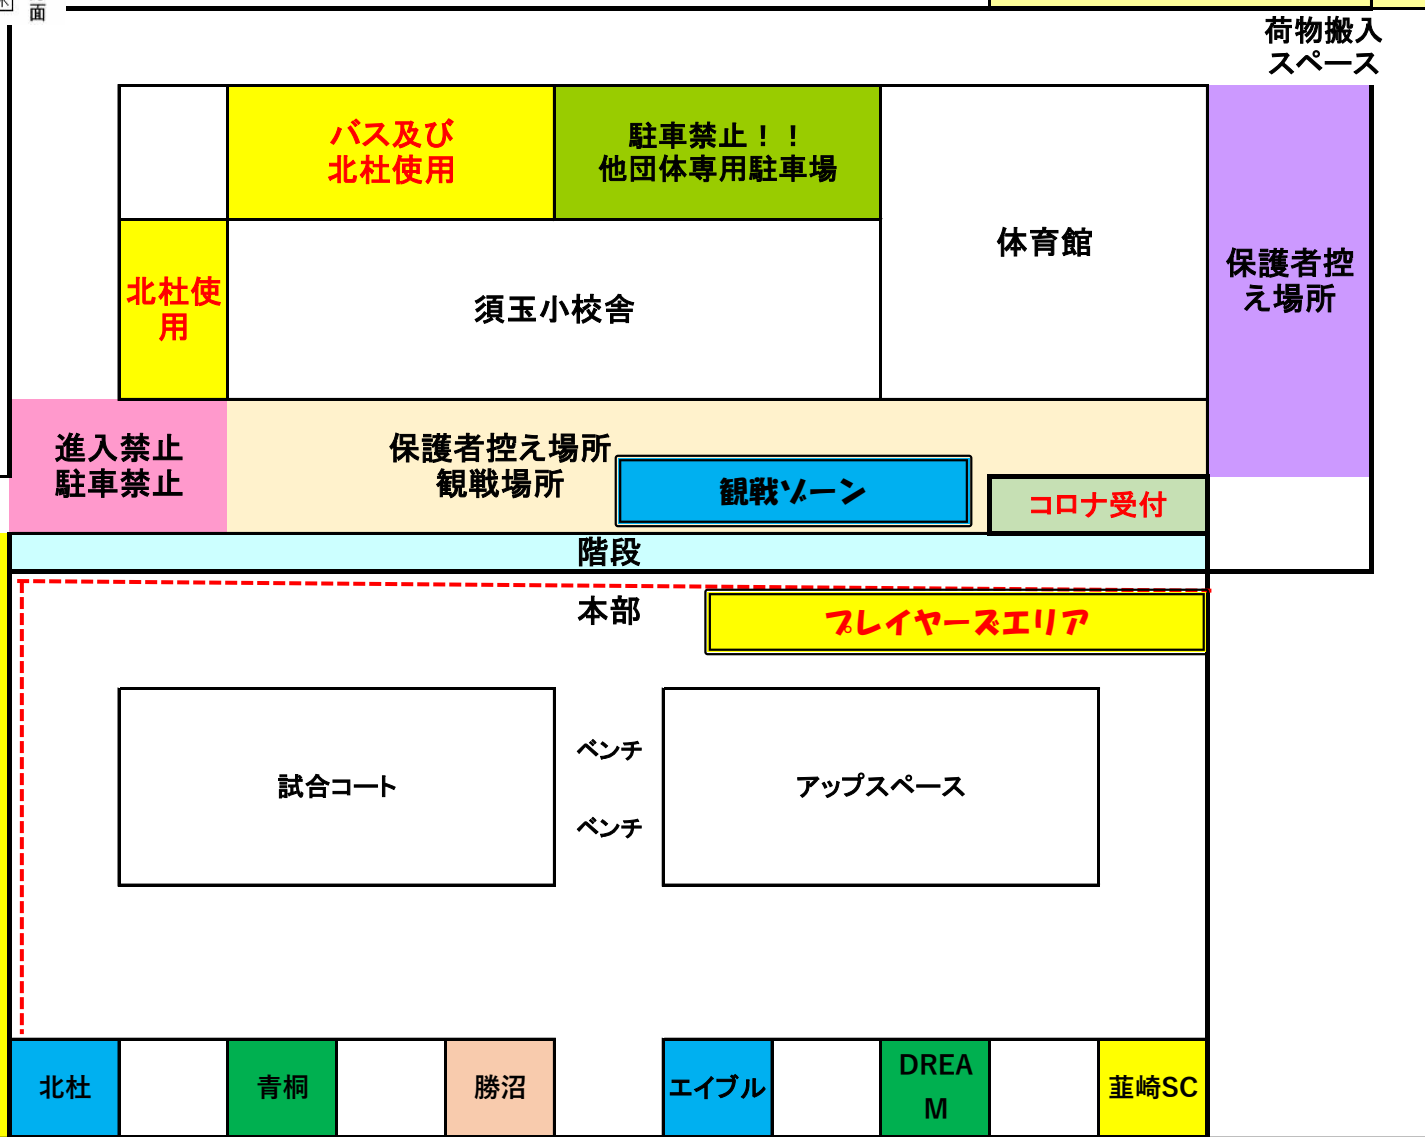 面
荷物搬入
スペース
バス及び
北杜使用
駐車禁止！！
他団体専用駐車場
体育館
保護者控
え場所
北杜使
用
須玉小校舎
進入禁止
駐車禁止
保護者控え場所
観戦場所
観戦ゾーン
コロナ受付
階段
本部
プレイヤーズエリア
試合コート
ベンチ
ベンチ
アップスペース
北杜
青桐
勝沼
エイブル
DREA
M
韮崎SC